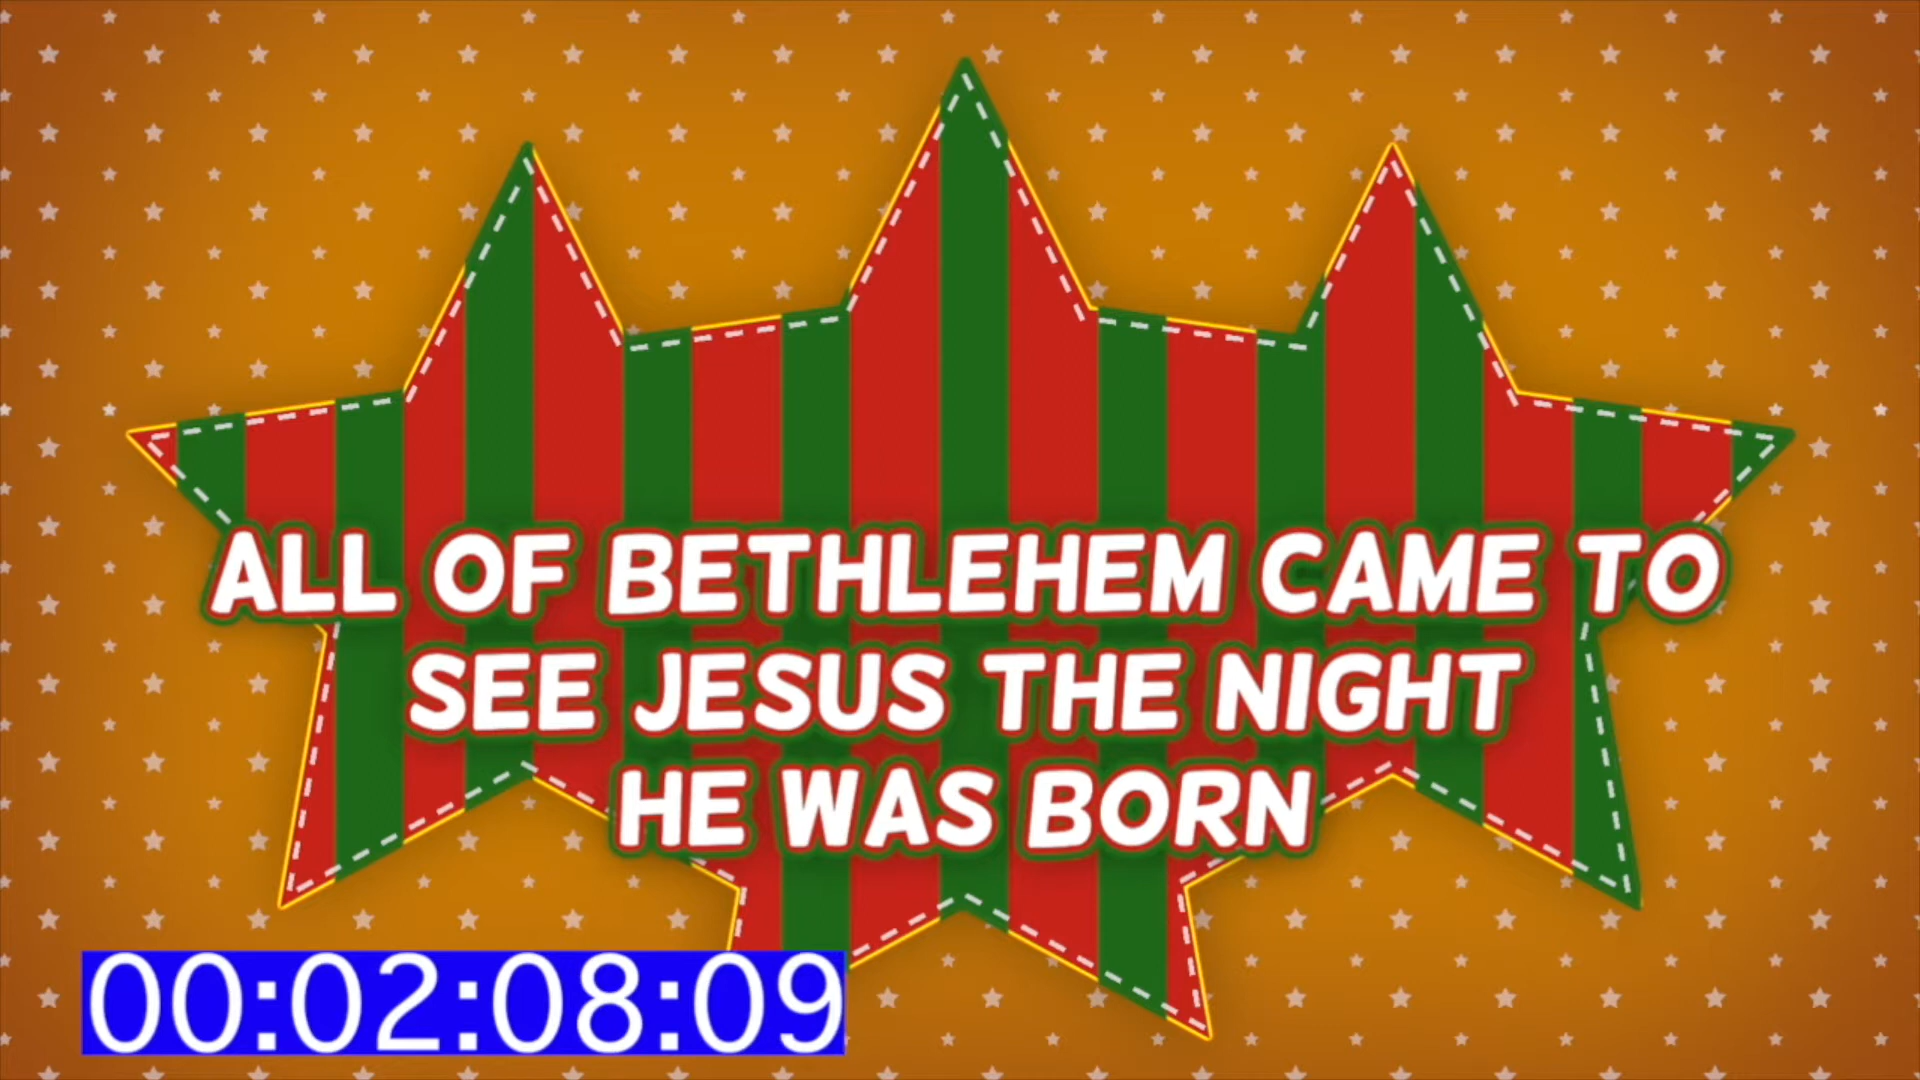 ALL OF BETHLEHEM CAME TO
SEE JESUS THE NIGHT
HE WAS BORN
00:02:08:09